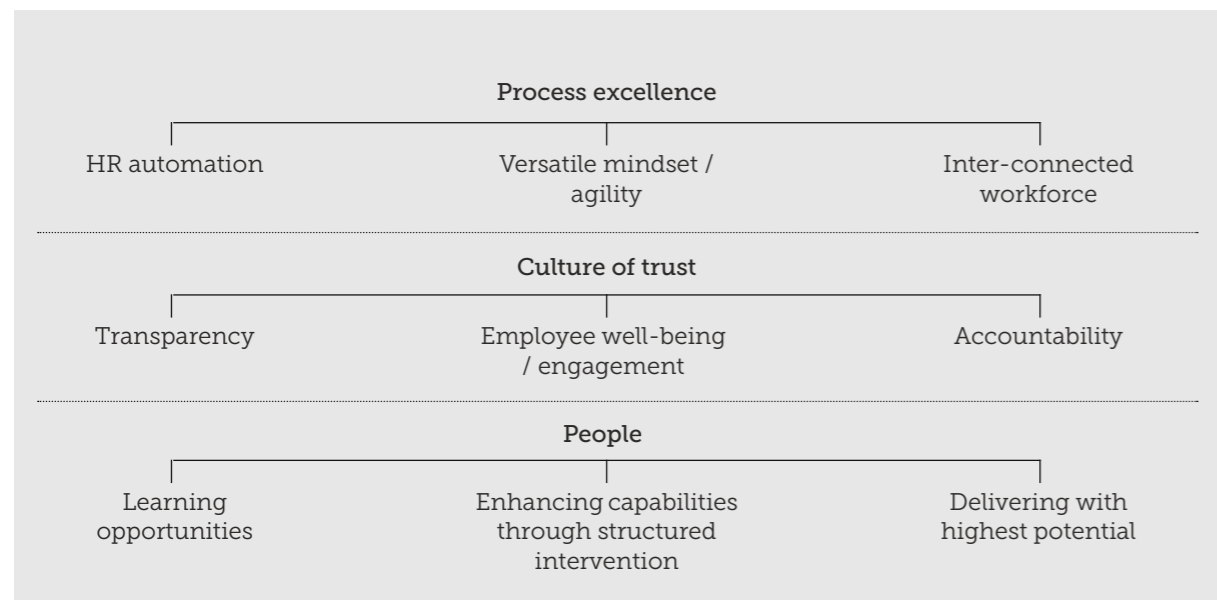 Process excellence
HR automation
Versatile mindset /
agility
Inter-connected
workforce
Culture of trust
Transparency
Employee well-being
/ engagement
Accountability
People
Learning
opportunities
Enhancing capabilities
through structured
intervention
Delivering with
highest potential